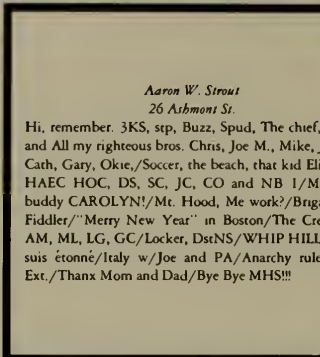 Aaron W. Strout
26 Ashmont St.
Hi, remember. 3KS, stp, Buzz, Spud, The chief,
and All my righteous bros. Chris, Joe M., Mike,
Cath, Gary, Okie,/Soccer, the beach, that kid Eli
HAEC HOC, DS, SC, JC, CO and NB 1/M
buddy CAROLYN!/Mt. Hood, Me work?/Briga
Fiddler/"Merry New Year" in Boston/The Cre
AM, ML, LG, GC/Locker, DstNS/WHIP HILL
suis étonné/Italy w/Joe and PA/Anarchy rule
Ext./Thanx Mom and Dad/Bye Bye MHS!!!